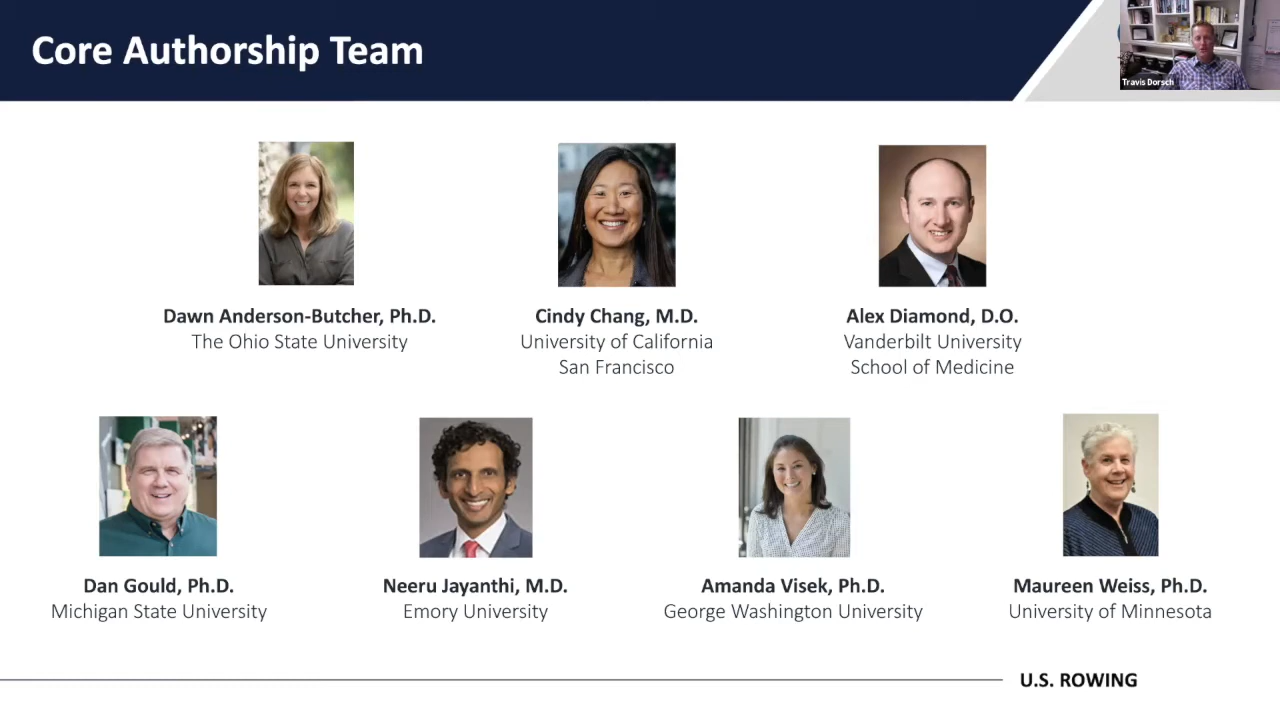 Core Authorship Team
Travis Dorsch
Dawn Anderson-Butcher, Ph.D.
The Ohio State University
Cindy Chang, M.D.
University of California
San Francisco
Alex Diamond, D.O.
Vanderbilt University
School of Medicine
Dan Gould, Ph.D.
Michigan State University
Neeru Jayanthi, M.D.
Emory University
Amanda Visek, Ph.D.
George Washington University
Maureen Weiss, Ph.D.
University of Minnesota
U.S. ROWING